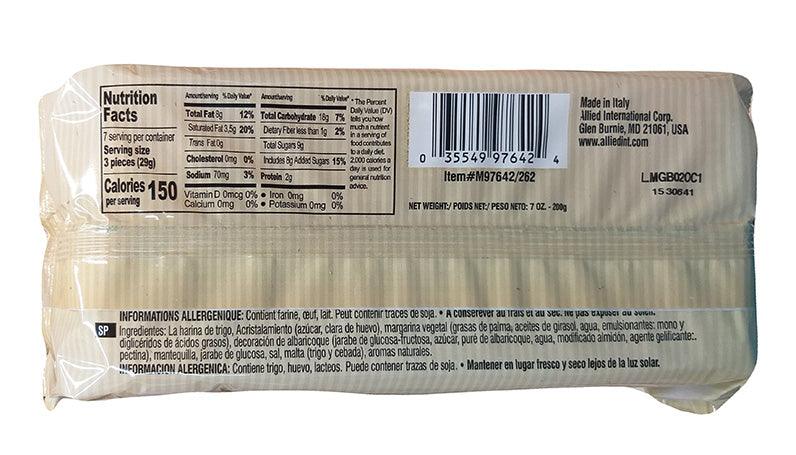 Nutrition
Facts
7 serving per container
Serving size
3 pieces (29g)
Calories 150
per serving
Amount/serving % Daily Value*
Total Fat 8g 12%
Saturated Fat 3,5g 20%
Trans Fat 0g
Cholesterol 0mg 0%
Sodium 70mg 3%
Amount/serving % Daily Value*
Total Carbohydrate 18g 7%
Dietary Fiber less than 1g 2%
Total Sugars 9g
Includes 8g Added Sugars 15%
Protein 2g
Vitamin D 0mcg 0% • Iron 0mg 0%
Calcium 0mg 0% • Potassium 0mg 0%
* The Percent
Daily Value (DV)
tells you how
much a nutrient
in a serving of
food contributes
to a daily diet.
2,000 calories a
day is used for
general nutrition
advice.
0 35549 97642 4
Item#M97642/262
NET WEIGHT:/ POIDS NET:/ PESO NETO: 7 OZ. - 200g
Made in Italy
Allied International Corp.
Glen Burnie, MD 21061, USA
www.alliedint.com
L.MGB020C1
15 30641
INFORMATIONS ALLERGENIQUE: Contient farine, œuf, lait. Peut contenir traces de soja. • A conserever au frais et au sec. Ne pas exposer au soleil.
SP Ingredientes: La harina de trigo, Acristalamiento (azúcar, clara de huevo), margarina vegetal (grasas de palma, aceites de girasol, agua, emulsionantes: mono y
diglicéridos de ácidos grasos), decoración de albaricoque (jarabe de glucosa-fructosa, azúcar, puré de albaricoque, agua, modificado almidón, agente gelificante:.
pectina), mantequilla, jarabe de glucosa, sal, malta (trigo y cebada), aromas naturales.
INFORMACION ALERGENICA: Contiene trigo, huevo, lacteos. Puede contener trazas de soja. • Mantener en lugar fresco y seco lejos de la luz solar.